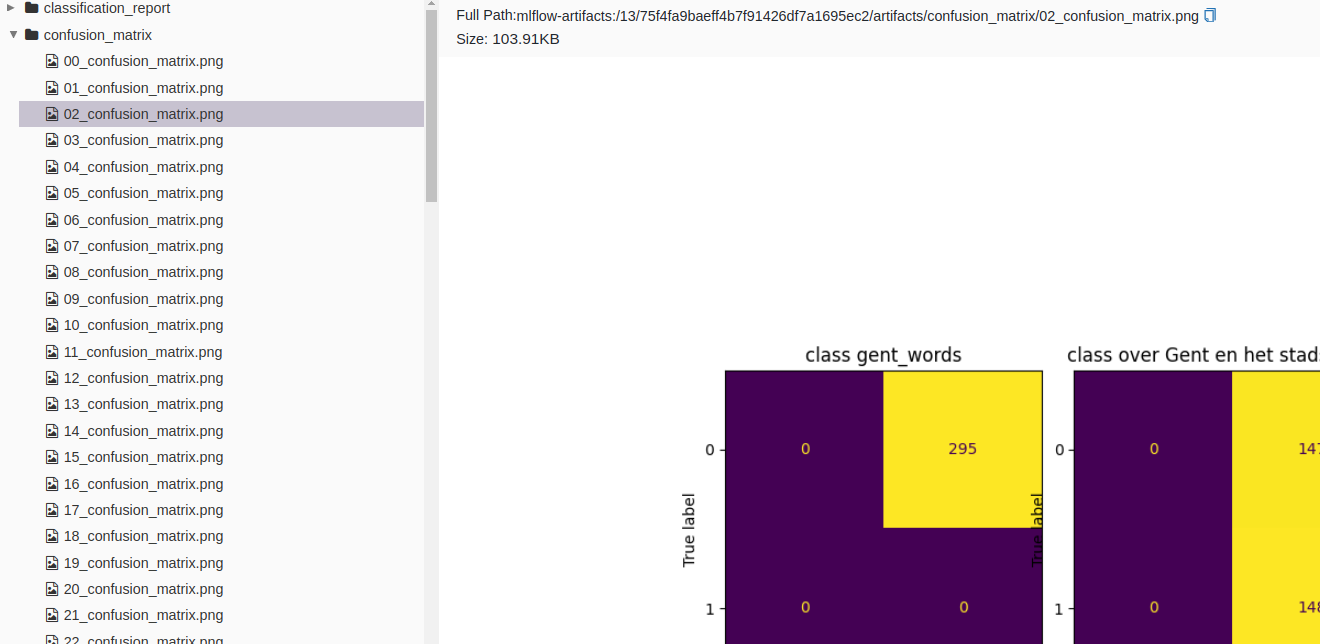 classification_report
confusion_matrix
00_confusion_matrix.png
01_confusion_matrix.png
02_confusion_matrix.png
03_confusion_matrix.png
04_confusion_matrix.png
05_confusion_matrix.png
06_confusion_matrix.png
07_confusion_matrix.png
08_confusion_matrix.png
09_confusion_matrix.png
10_confusion_matrix.png
11_confusion_matrix.png
12_confusion_matrix.png
13_confusion_matrix.png
14_confusion_matrix.png
15_confusion_matrix.png
16_confusion_matrix.png
17_confusion_matrix.png
18_confusion_matrix.png
19_confusion_matrix.png
20_confusion_matrix.png
21_confusion_matrix.png
22_confusion_matrix.png
Full Path:mlflow-artifacts:/13/75f4fa9baeff4b7f91426df7a1695ec2/artifacts/confusion_matrix/02_confusion_matrix.png
Size: 103.91KB
class gent_words
0
0 295
True label
1
0 0
class over Gent en het stad
0
0 147
True label
1
0 148